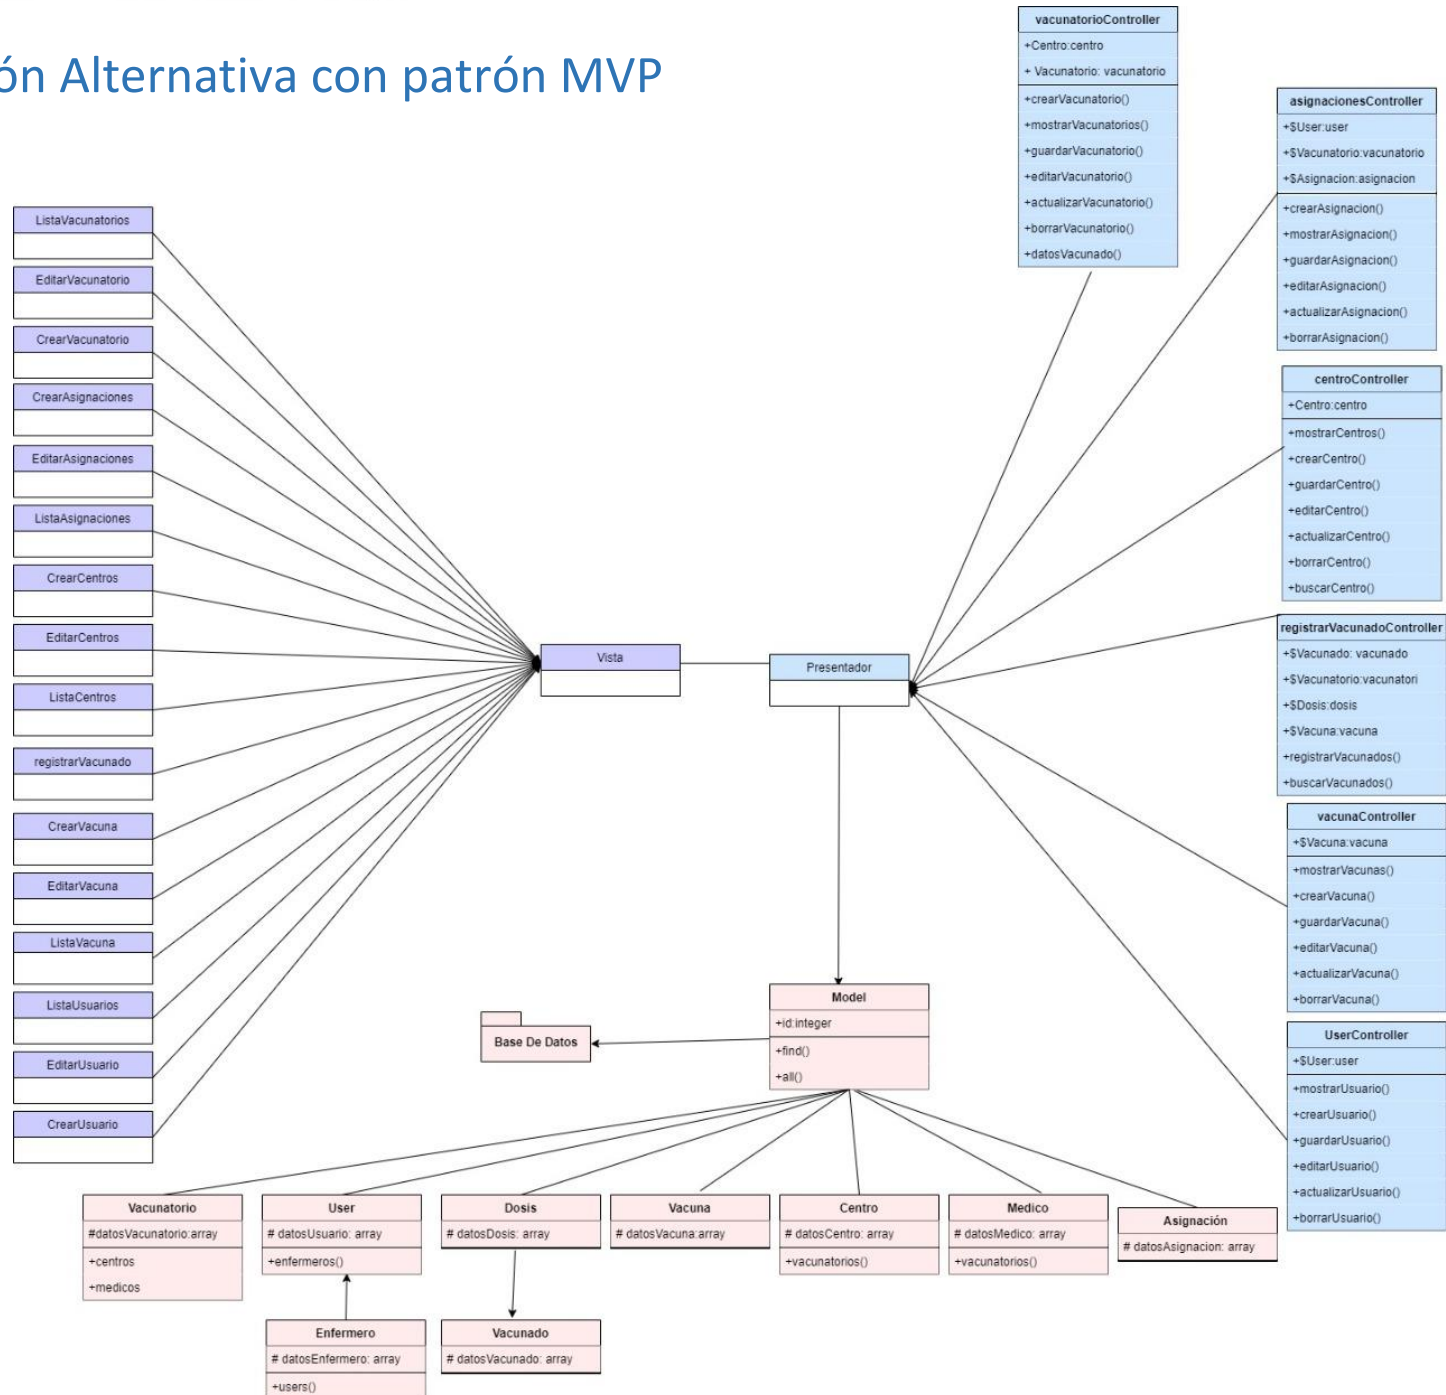 ón Alternativa con patrón MVP
vacunatorioController
+Centro:centro
+ Vacunatorio: vacunatorio
+crearVacunatorio()
+mostrarVacunatorios()
+guardarVacunatorio()
+editarVacunatorio()
+actualizarVacunatorio()
+borrarVacunatorio()
+datosVacunado()
asignacionesController
+$User:user
+$Vacunatorio:vacunatorio
+$Asignacion:asignacion
+crearAsignacion()
+mostrarAsignacion()
+guardarAsignacion()
+editarAsignacion()
+actualizarAsignacion()
+borrarAsignacion()
centroController
+Centro:centro
+mostrarCentros()
+crearCentro()
+guardarCentro()
+editarCentro()
+actualizarCentro()
+borrarCentro()
+buscarCentro()
registrarVacunadoController
+$Vacunado: vacunado
+$Vacunatorio:vacunatori
+$Dosis:dosis
+$Vacuna:vacuna
+registrarVacunados()
+buscarVacunados()
vacunaController
+$Vacuna:vacuna
+mostrarVacunas()
+crearVacuna()
+guardarVacuna()
+editarVacuna()
+actualizarVacuna()
+borrarVacuna()
UserController
+$User:user
+mostrarUsuario()
+crearUsuario()
+guardarUsuario()
+editarUsuario()
+actualizarUsuario()
+borrarUsuario()
ListaVacunatorios
EditarVacunatorio
CrearVacunatorio
CrearAsignaciones
EditarAsignaciones
ListaAsignaciones
CrearCentros
EditarCentros
ListaCentros
registrarVacunado
CrearVacuna
EditarVacuna
ListaVacuna
ListaUsuarios
EditarUsuario
CrearUsuario
Vista
Presentador
Model
+id:integer
+find()
+all()
Base De Datos
Vacunatorio
#datosVacunatorio:array
+centros
+medicos
User
# datosUsuario: array
+enfermeros()
Dosis
# datosDosis: array
Vacuna
# datosVacuna:array
Centro
# datosCentro: array
+vacunatorios()
Medico
# datosMedico: array
+vacunatorios()
Asignación
# datosAsignacion: array
Enfermero
# datosEnfermero: array
+users()
Vacunado
# datosVacunado: array